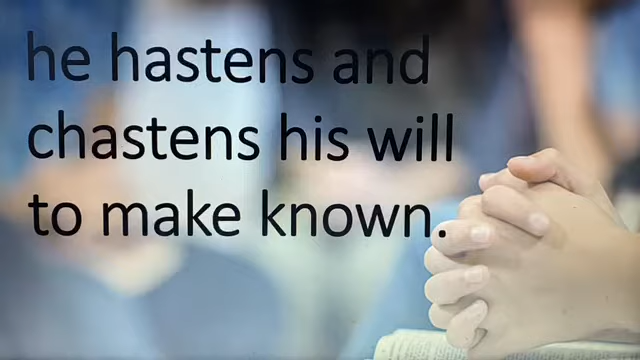 he hastens and
chastens his will
to make known.